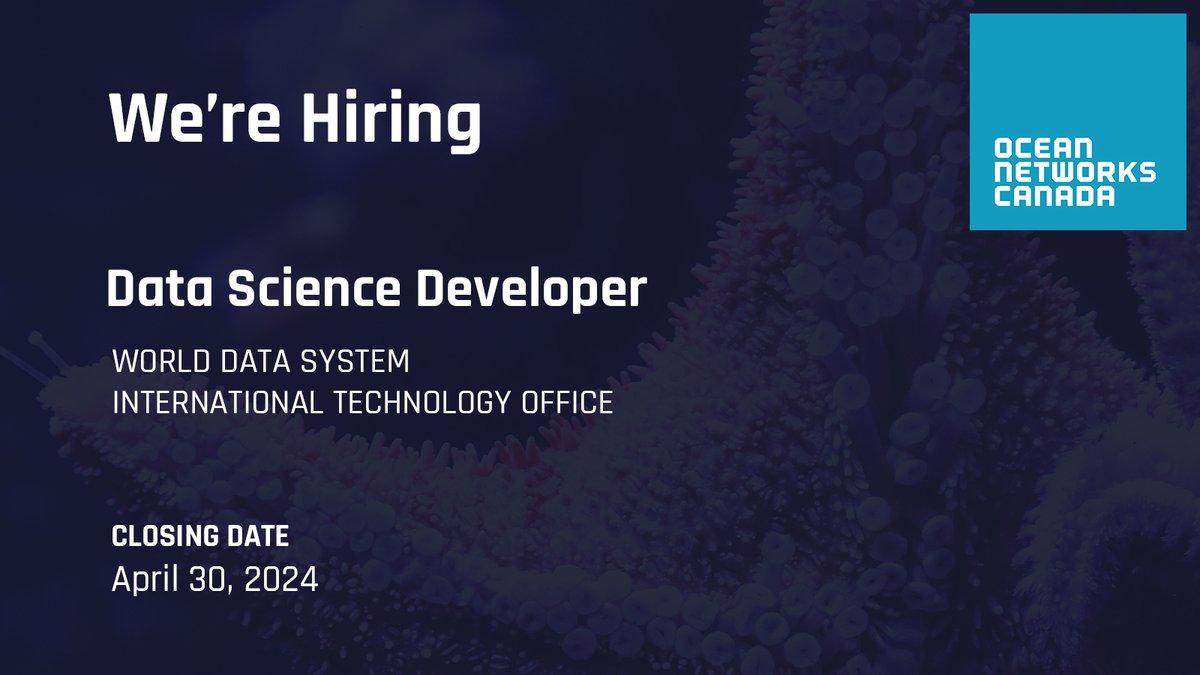 We’re Hiring
OCEAN
NETWORKS
CANADA
Data Science Developer
WORLD DATA SYSTEM
INTERNATIONAL TECHNOLOGY OFFICE
CLOSING DATE
April 30, 2024